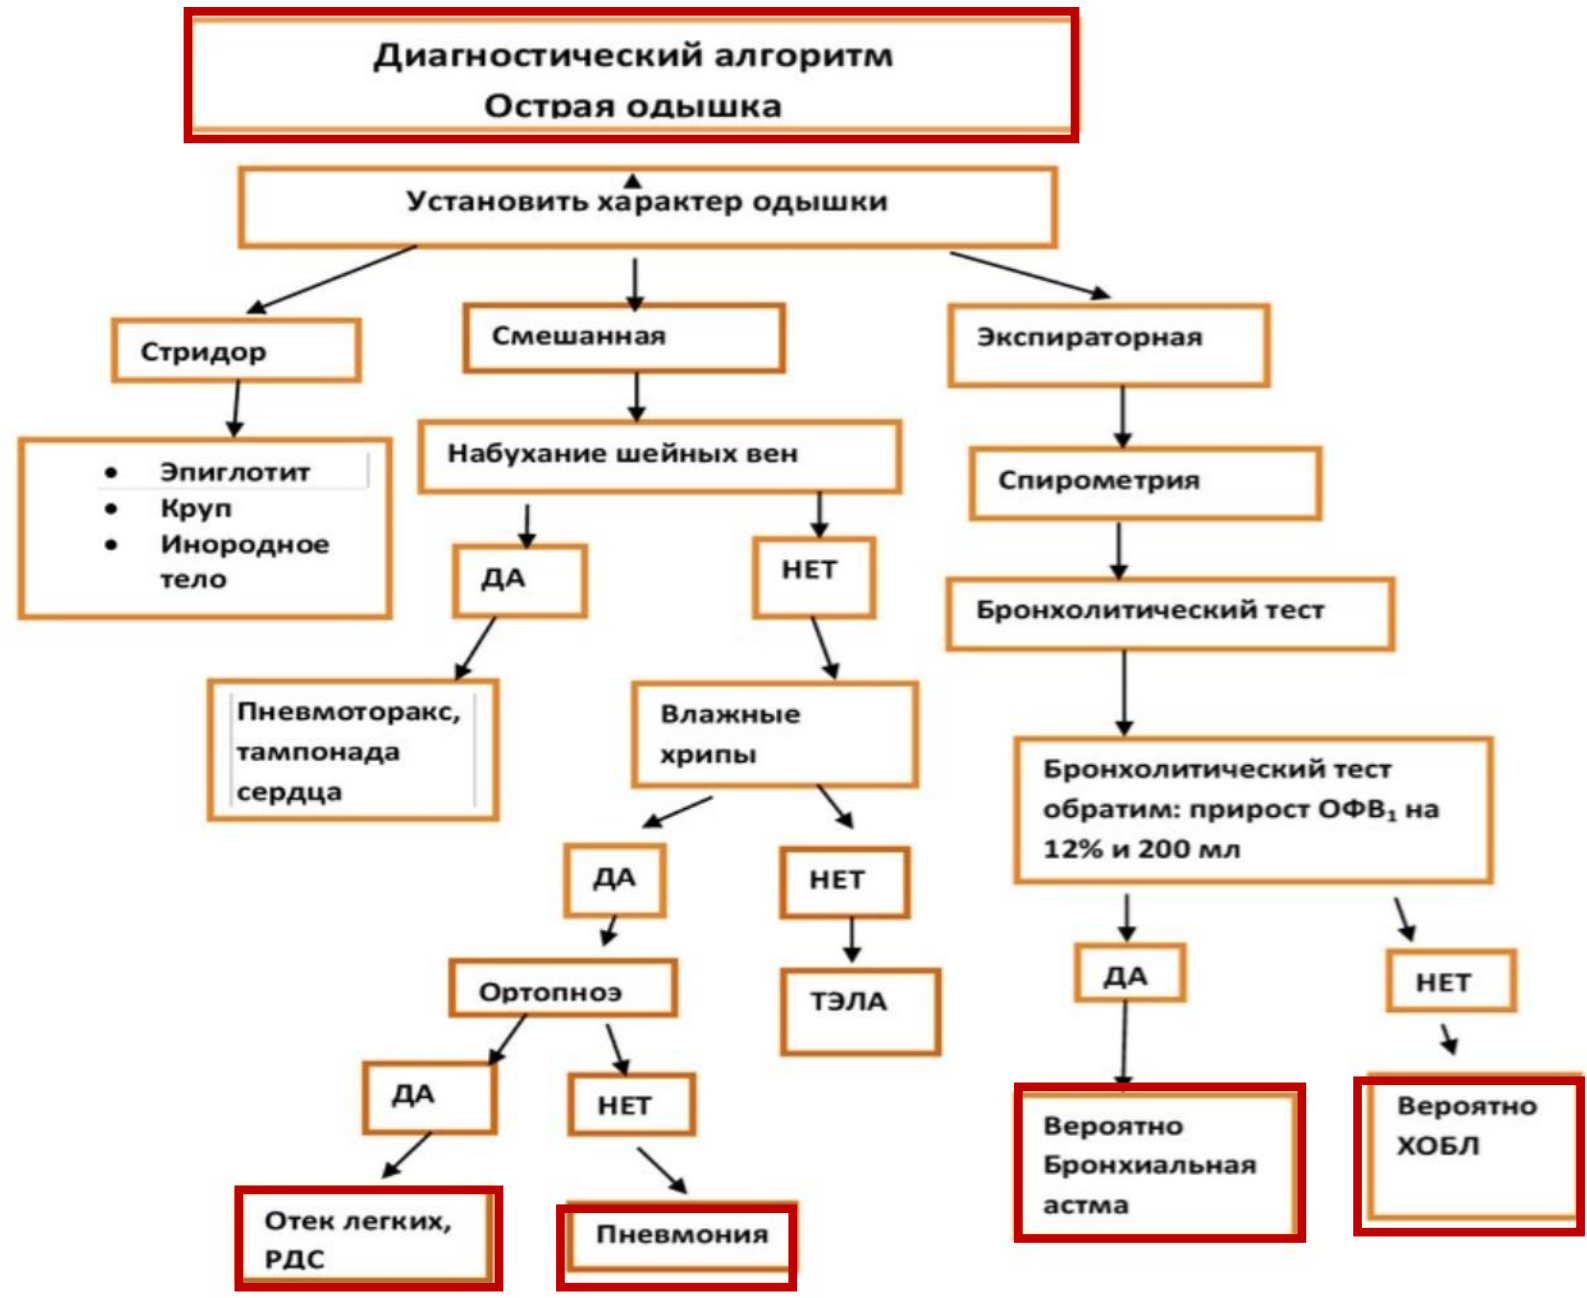 Диагностический алгоритм
Острая одышка
Установить характер одышки
Стридор
Смешанная
Экспираторная
• Эпиглотит
• Круп
• Инородное
тело
Набухание шейных вен
Спирометрия
ДА
НЕТ
Бронхолитический тест
Пневмоторакс,
тампонада
сердца
Влажные
хрипы
Бронхолитический тест
обратим: прирост ОФВ₁ на
12% и 200 мл
ДА
НЕТ
ДА
НЕТ
Ортопноэ
ТЭЛА
ДА
НЕТ
Вероятно
Бронхиальная
астма
Вероятно
ХОБЛ
Отек легких,
РДС
Пневмония